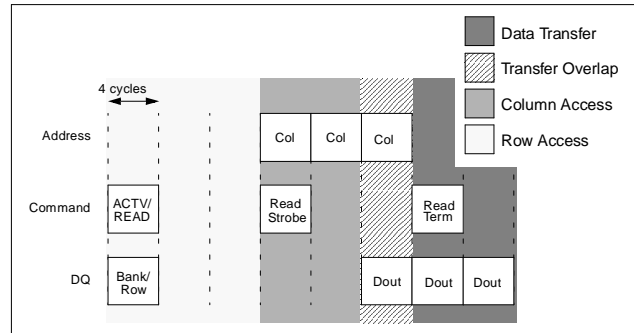 Data Transfer
Transfer Overlap
Column Access
Row Access
4 cycles
Address
Col
Col
Col
Command
ACTV/
READ
Read
Strobe
Read
Term
DQ
Bank/
Row
Dout
Dout
Dout